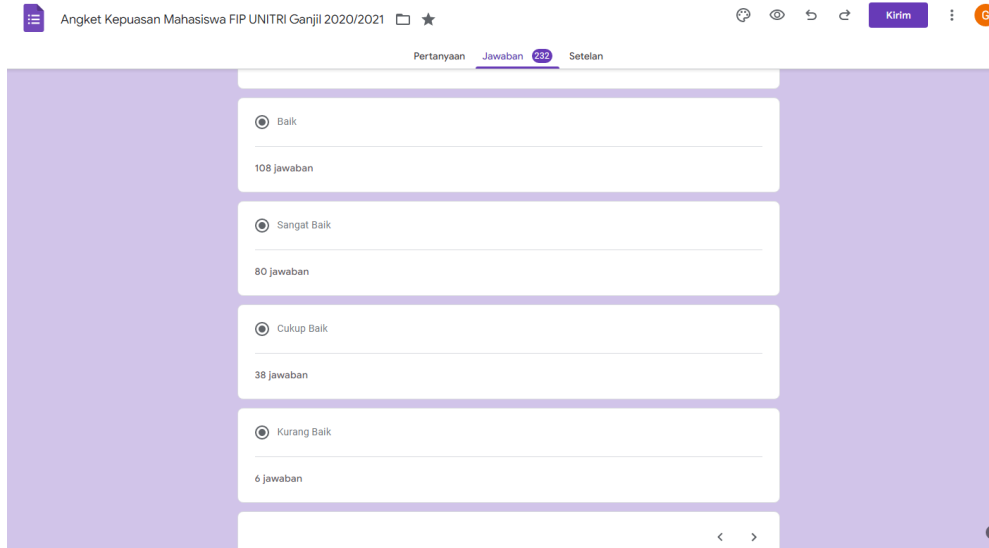 Angket Kepuasan Mahasiswa FIP UNITRI Ganjil 2020/2021
Kirim
G
Pertanyaan Jawaban 232 Setelan
Baik
108 jawaban
Sangat Baik
80 jawaban
Cukup Baik
38 jawaban
Kurang Baik
6 jawaban